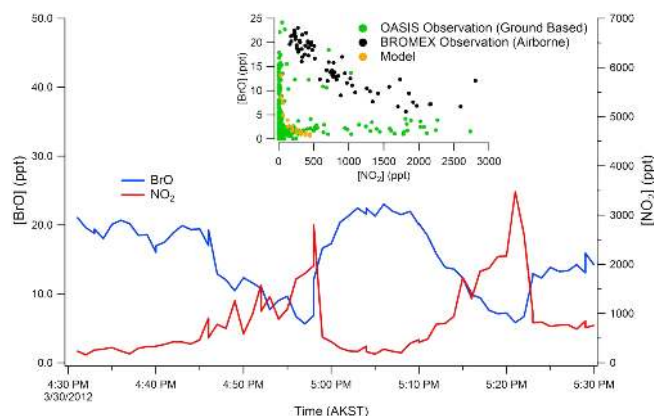 50.0
40.0
30.0
20.0
10.0
0.0
[BrO] (ppt)
BrO
NO2
25
20
15
10
5
0
[BrO] (ppt)
OASIS Observation (Ground Based)
BROMEX Observation (Airborne)
Model
0 500 1000 1500 2000 2500 3000
[NO2] (ppt)
7000
6000
5000
4000
3000
2000
1000
0
[NO2] (ppt)
4:30 PM 4:40 PM 4:50 PM 5:00 PM 5:10 PM 5:20 PM 5:30 PM
3/30/2012
Time (AKST)